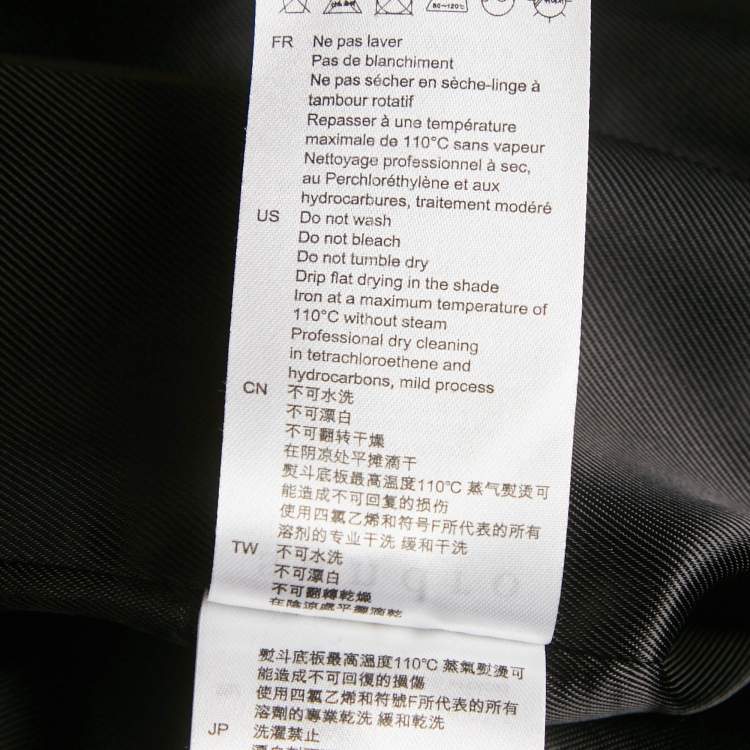 80~120℃
FR Ne pas laver
Pas de blanchiment
Ne pas sécher en sèche-linge à
tambour rotatif
Repasser à une température
maximale de 110°C sans vapeur
Nettoyage professionnel à sec,
au Perchloréthylène et aux
hydrocarbures, traitement modéré
US Do not wash
Do not bleach
Do not tumble dry
Drip flat drying in the shade
Iron at a maximum temperature of
110°C without steam
Professional dry cleaning
in tetrachloroethene and
hydrocarbons, mild process
CN 不可水洗
不可漂白
不可翻转干燥
在阴凉处平摊滴干
熨斗底板最高溫度110℃ 蒸气熨烫可
能造成不可回复的损伤
使用四氯乙烯和符号F所代表的所有
溶剂的专业干洗 缓和干洗
TW 不可水洗
不可漂白
不可翻轉乾燥
在陰涼處平攤滴乾
熨斗底板最高溫度110℃ 蒸氣熨燙可
能造成不可回復的損傷
使用四氯乙烯和符號F所代表的所有
溶劑的專業乾洗 緩和乾洗
JP 洗濯禁止